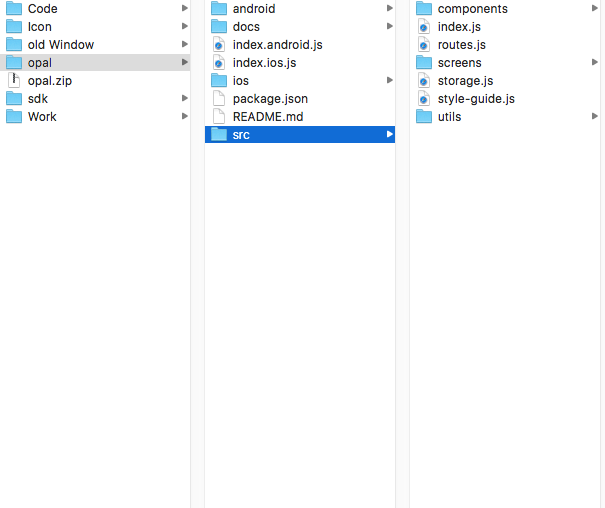 Code
Icon
old Window
opal
opal.zip
sdk
Work
android
docs
index.android.js
index.ios.js
ios
package.json
README.md
src
components
index.js
routes.js
screens
storage.js
style-guide.js
utils